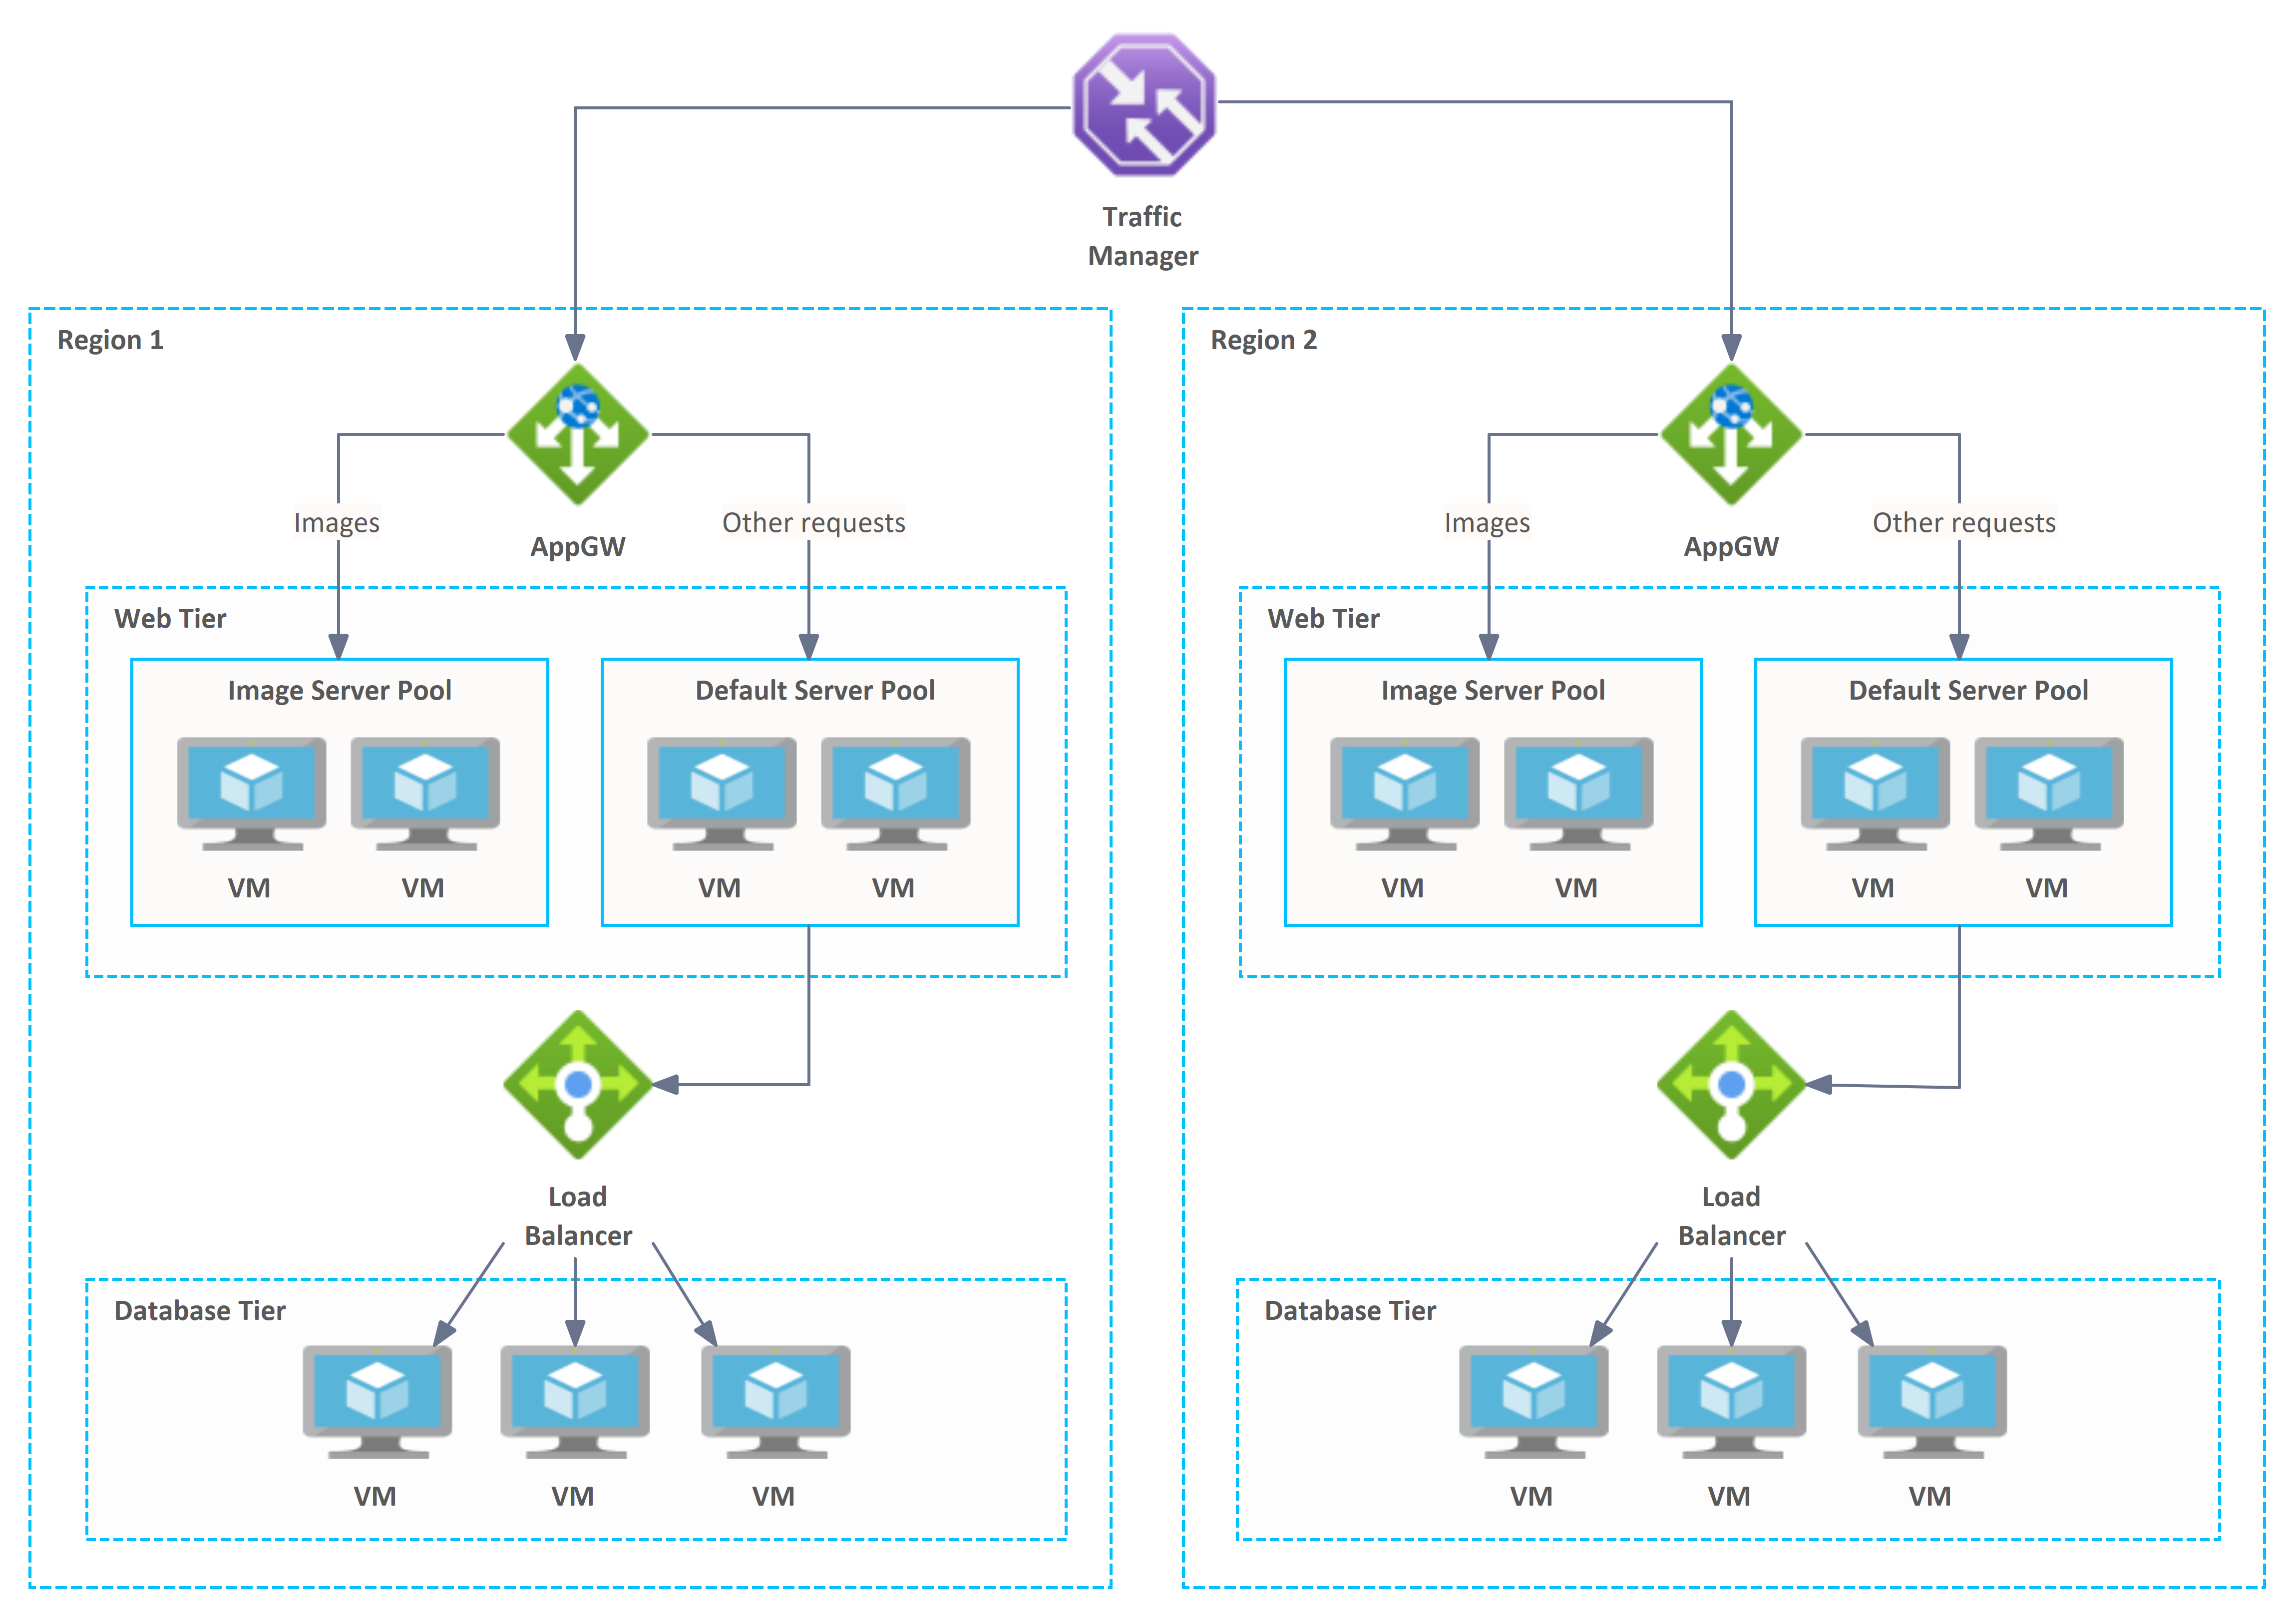 Traffic
Manager
Region 1
AppGW
Images
Other requests
Web Tier
Image Server Pool
VM
VM
Default Server Pool
VM
VM
Load
Balancer
Database Tier
VM
VM
VM
Region 2
AppGW
Images
Other requests
Web Tier
Image Server Pool
VM
VM
Default Server Pool
VM
VM
Load
Balancer
Database Tier
VM
VM
VM